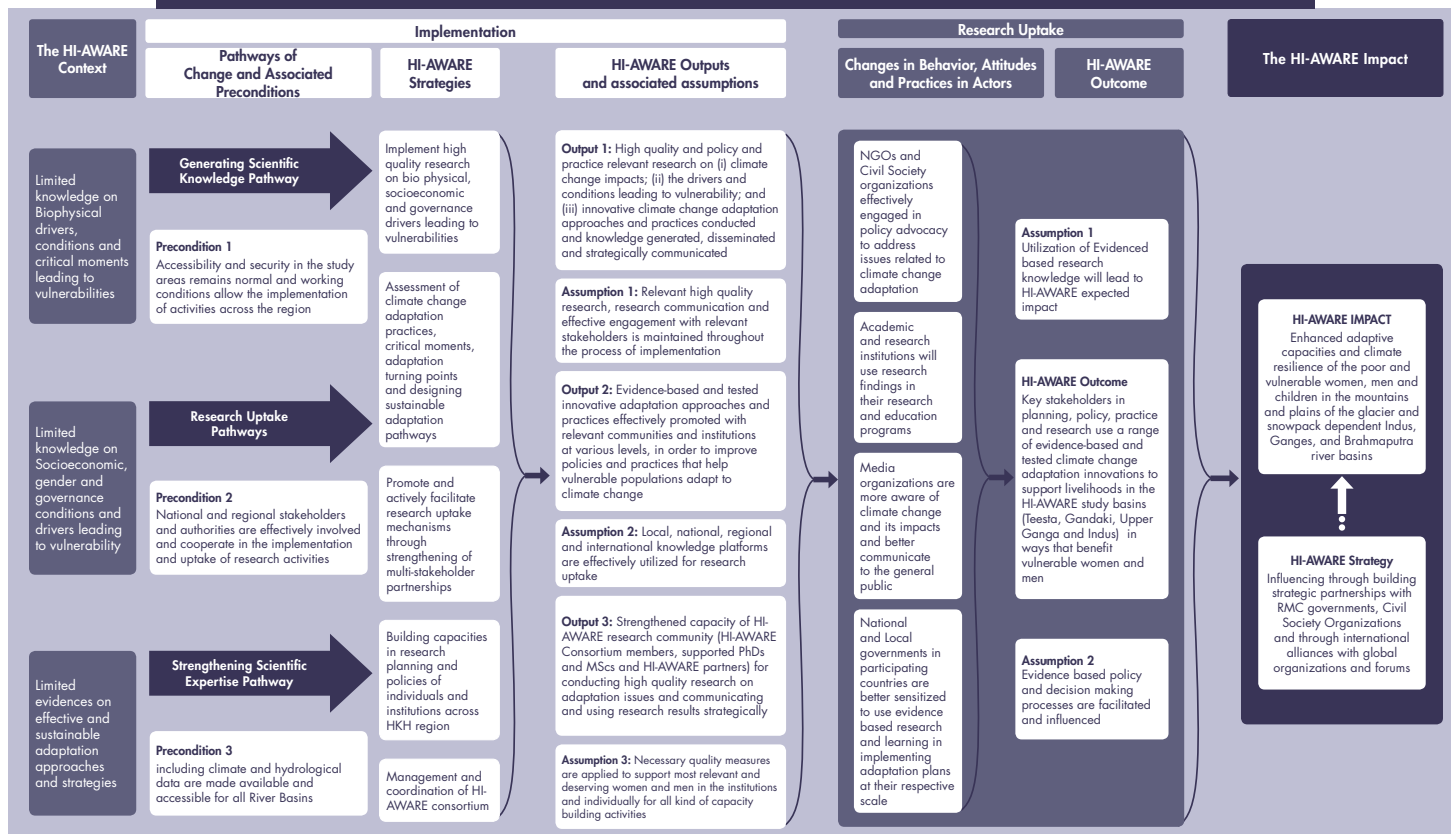 The HI-AWARE
Context
Implementation
Pathways of
Change and Associated
Preconditions
HI-AWARE
Strategies
HI-AWARE Outputs
and associated assumptions
Research Uptake
Changes in Behavior, Attitudes
and Practices in Actors
HI-AWARE
Outcome
The HI-AWARE Impact
Limited
knowledge on
Biophysical
drivers,
conditions and
critical moments
leading to
vulnerabilities
Limited
knowledge on
Socioeconomic,
gender and
governance
conditions and
drivers leading
to vulnerability
Limited
evidences on
effective and
sustainable
adaptation
approaches
and strategies
Generating Scientific
Knowledge Pathway
Precondition 1
Accessibility and security in the study
areas remains normal and working
conditions allow the implementation
of activities across the region
Research Uptake
Pathways
Precondition 2
National and regional stakeholders
and authorities are effectively involved
and cooperate in the implementation
and uptake of research activities
Strengthening Scientific
Expertise Pathway
Precondition 3
including climate and hydrological
data are made available and
accessible for all River Basins
Implement high
quality research
on bio physical,
socioeconomic
and governance
drivers leading to
vulnerabilities
Assessment of
climate change
adaptation
practices,
critical moments,
adaptation
turning points
and designing
sustainable
adaptation
pathways
Promote and
actively facilitate
research uptake
mechanisms
through
strengthening of
multi-stakeholder
partnerships
Building capacities
in research
planning and
policies of
individuals and
institutions across
HKH region
Management and
coordination of HI-
AWARE consortium
Output 1: High quality and policy and
practice relevant research on (i) climate
change impacts; (ii) the drivers and
conditions leading to vulnerability; and
(iii) innovative climate change adaptation
approaches and practices conducted
and knowledge generated, disseminated
and strategically communicated
Assumption 1: Relevant high quality
research, research communication and
effective engagement with relevant
stakeholders is maintained throughout
the process of implementation
Output 2: Evidence-based and tested
innovative adaptation approaches and
practices effectively promoted with
relevant communities and institutions
at various levels, in order to improve
policies and practices that help
vulnerable populations adapt to
climate change
Assumption 2: Local, national, regional
and international knowledge platforms
are effectively utilized for research
uptake
Output 3: Strengthened capacity of HI-
AWARE research community (HI-AWARE
Consortium members, supported PhDs
and MScs and HI-AWARE partners) for
conducting high quality research on
adaptation issues and communicating
and using research results strategically
Assumption 3: Necessary quality measures
are applied to support most relevant and
deserving women and men in the institutions
and individually for all kind of capacity
building activities
NGOs and
Civil Society
organizations
effectively
engaged in
policy advocacy
to address
issues related to
climate change
adaptation
Academic
and research
institutions will
use research
findings in
their research
and education
programs
Media
organizations are
more aware of
climate change
and its impacts
and better
communicate
to the general
public
National
and Local
governments in
participating
countries are
better sensitized
to use evidence
based research
and learning in
implementing
adaptation plans
at their respective
scale
Assumption 1
Utilization of Evidenced
based research
knowledge will lead to
HI-AWARE expected
impact
HI-AWARE Outcome
Key stakeholders in
planning, policy, practice
and research use a range
of evidence-based and
tested climate change
adaptation innovations to
support livelihoods in the
HI-AWARE study basins
(Teesta, Gandaki, Upper
Ganga and Indus) in
ways that benefit
vulnerable women and
men
Assumption 2
Evidence based policy
and decision making
processes are facilitated
and influenced
HI-AWARE IMPACT
Enhanced adaptive
capacities and climate
resilience of the poor and
vulnerable women, men and
children in the mountains
and plains of the glacier and
snowpack dependent Indus,
Ganges, and Brahmaputra
river basins
HI-AWARE Strategy
Influencing through building
strategic partnerships with
RMC governments, Civil
Society Organizations
and through international
alliances with global
organizations and forums